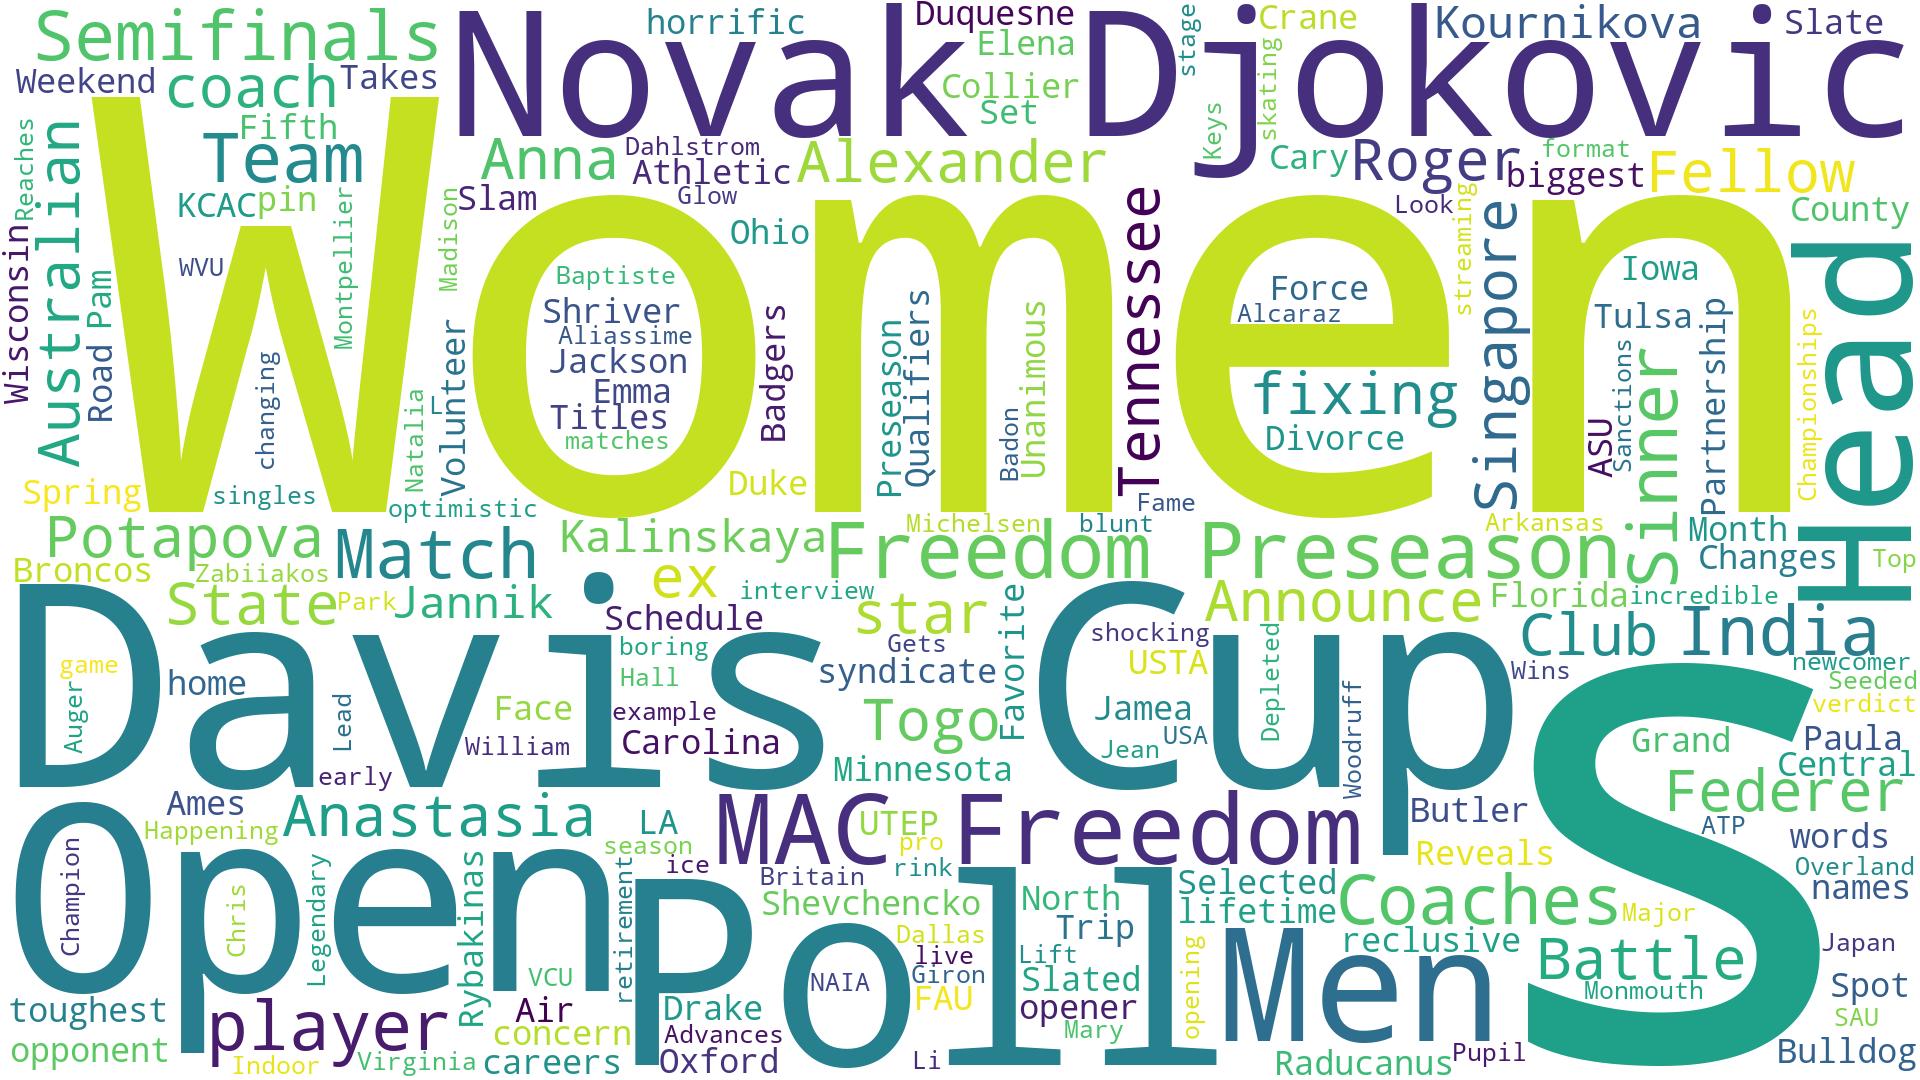 Semifinals
Novak Djokovic
horrific
Duquesne
Elena
Collier
Set
stage
Keys
Crane
skating
Kournikova
Slate
Weekend
coach
Takes
Fifth
Team
Reaches
Australian
KCAC
pin
Montpellier
Madison
Slam
Anna
Dahlstrom
Athletic
Glow
Alexander
Ohio
Cary
Roger
format
biggest
Fellow
Look
streaming
County
Women
Wisconsin
Road
Pam
WVU
changing
Baptiste
Shriver
Aliassime
Jackson
Emma
Titles
matches
Badgers
Preseason
Qualifiers
Badon
Unanimous
Tennessee
Force
Alcaraz
fixing
Divorce
Singapore
Iowa
Tulsa
ASU
Sanctions
Sinner
Partnership
Championships
Head
Natalia
L
Volunteer
Spring
singles
optimistic
Duke
Fame
Potapova
Match
Kalinskaya
Michelsen
blunt
Freedom
Preseason
Arkansas
Month
Changes
Top
Broncos
Zabiiakos
State
Park
Jannik
ex
interview
star
Favorite
Announce
Florida
incredible
Davis Cup
Schedule
boring
Hall
Gets
syndicate
shocking
USTA
Depleted
Club
India
Wins
newcomer
Seeded
verdict
game
Auger
home
Lead
early
Face
William
example
Carolina
Togo
Minnesota
Jamea
Jean
USA
Woodruff
S
Grand
Paula
Central
Federer
ATP
words
Overland
names
Ames
Happening
Anastasia
LA
season
ice
MAC
UTEP
pro
rink
Freedom
Butler
Reveals
Open
Champion
Chris
Legendary
Rybakinas
VCU
retirement
Poll
Britain
Shevchencko
Dallas
live
Giron
FAU
NAIA
North
Trip
Lift
Slated
opener
Mary
Selected
lifetime
opening
Coaches
Major
reclusive
Men
Battle
Monmouth
Japan
Spot
SAU
Bulldog
toughest
opponent
player
Indoor
Virginia
Air
concern
careers
Drake
Advances
Oxford
Li
Raducanus
Pupil